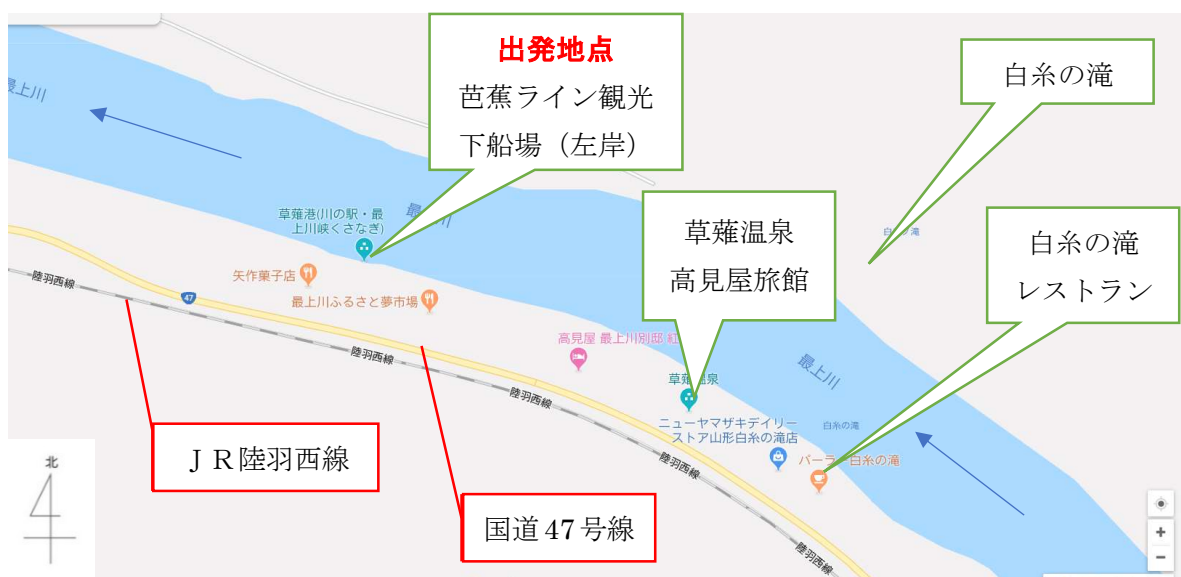 出発地点
芭蕉ライン観光
下船場（左岸）
白糸の滝
最上川
草薙港(川の駅・最
上川峡くさなぎ)
最
川
草薙温泉
高見屋旅館
白糸の滝
レストラン
白糸の滝
矢作菓子店
陸羽西線
47
最上川ふるさと夢市場
陸羽西線
高見屋 最上川別邸 紅
最上川
草薙温泉
陸羽西線
ニューヤマザキデイリー
ストア山形白糸の滝店
白糸の滝
パーラー白糸の滝
ＪＲ陸羽西線
国道 47 号線
陸羽西線
陸羽西線
北
+
−